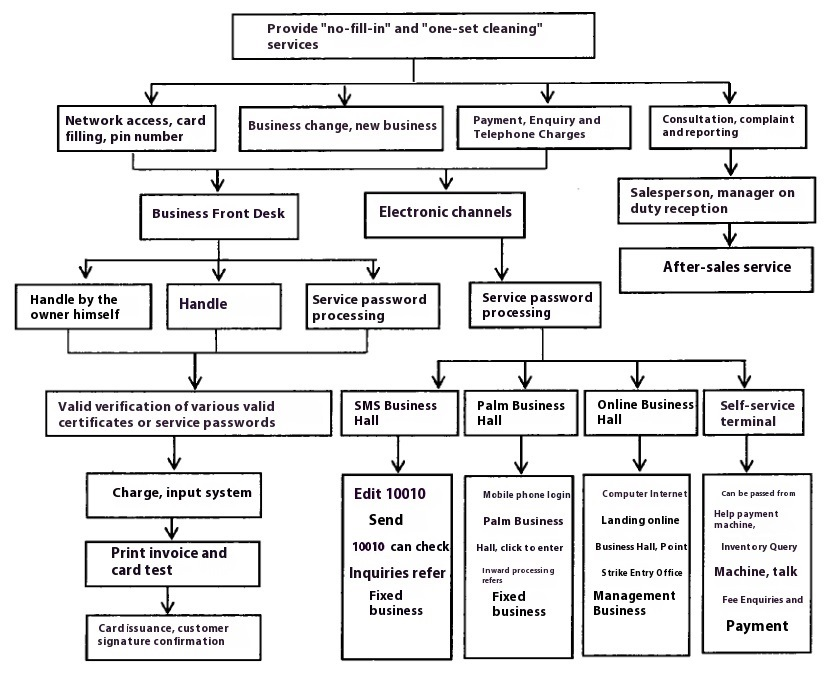 Provide "no-fill-in" and "one-set cleaning"
services
Network access, card
filling, pin number
Business change, new business
Payment, Enquiry and
Telephone Charges
Consultation, complaint
and reporting
Business Front Desk
Electronic channels
Salesperson, manager on
duty reception
After-sales service
Handle by the
owner himself
Handle
Service password
processing
Service password
processing
Valid verification of various valid
certificates or service passwords
SMS Business
Hall
Palm Business
Hall
Online Business
Hall
Self-service
terminal
Charge, input system
Print invoice and
card test
Card issuance, customer
signature confirmation
Edit 10010
Send
10010 can check
Inquiries refer
Fixed
business
Mobile phone login
Palm Business
Hall, click to enter
Inward processing
refers
Fixed
business
Computer Internet
Landing online
Business Hall, Point
Strike Entry Office
Management
Business
Can be passed from
Help payment
machine,
Inventory Query
Machine, talk
Fee Enquiries and
Payment